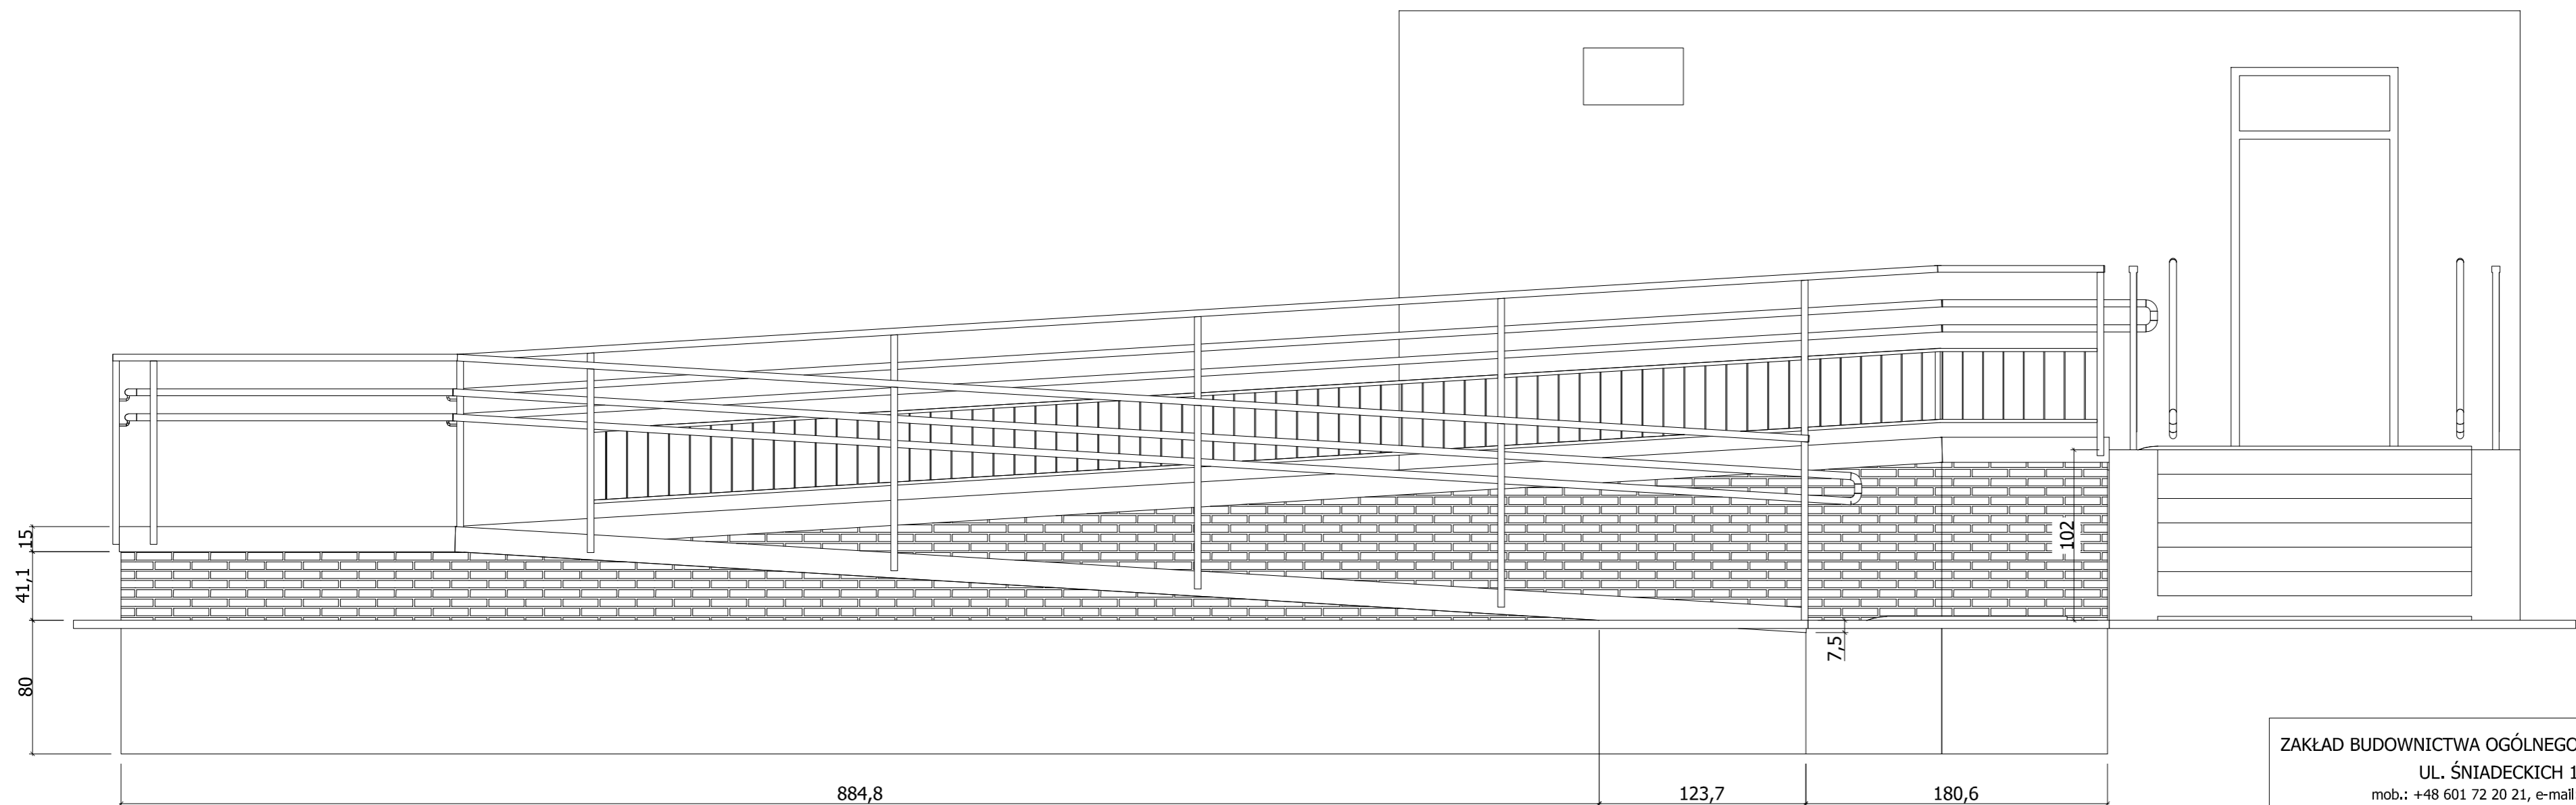 15
41,1
80
102
7,5
884,8
123,7
180,6
ZAKŁAD BUDOWNICTWA OGÓLNEGO
UL. ŚNIADECKICH 1
mob.: +48 601 72 20 21, e-mail